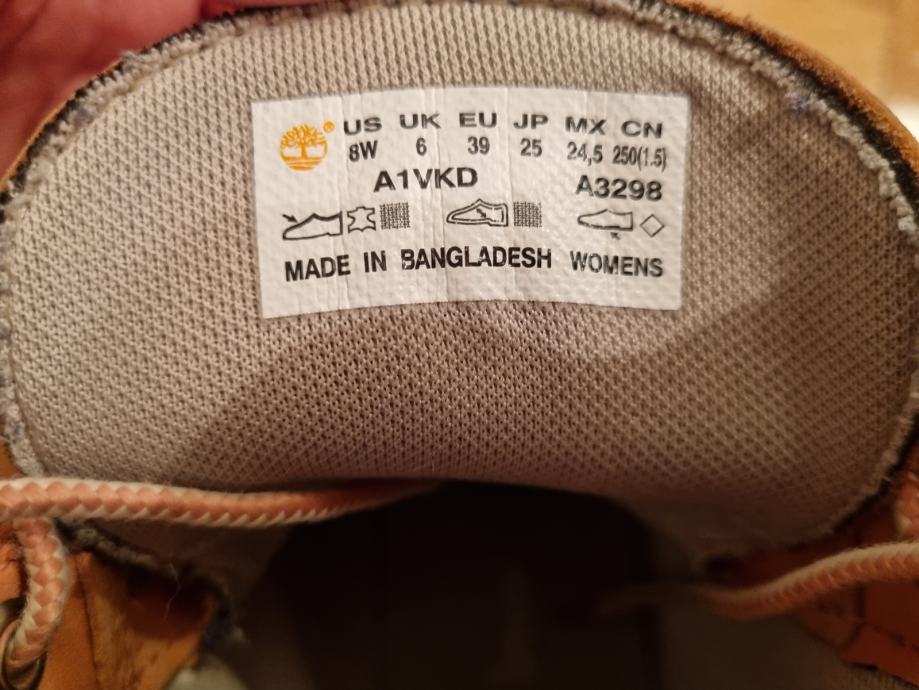 US UK EU JP MX CN
8W 6 39 25 24,5 250(1.5)
A1VKD A3298
MADE IN BANGLADESH WOMENS